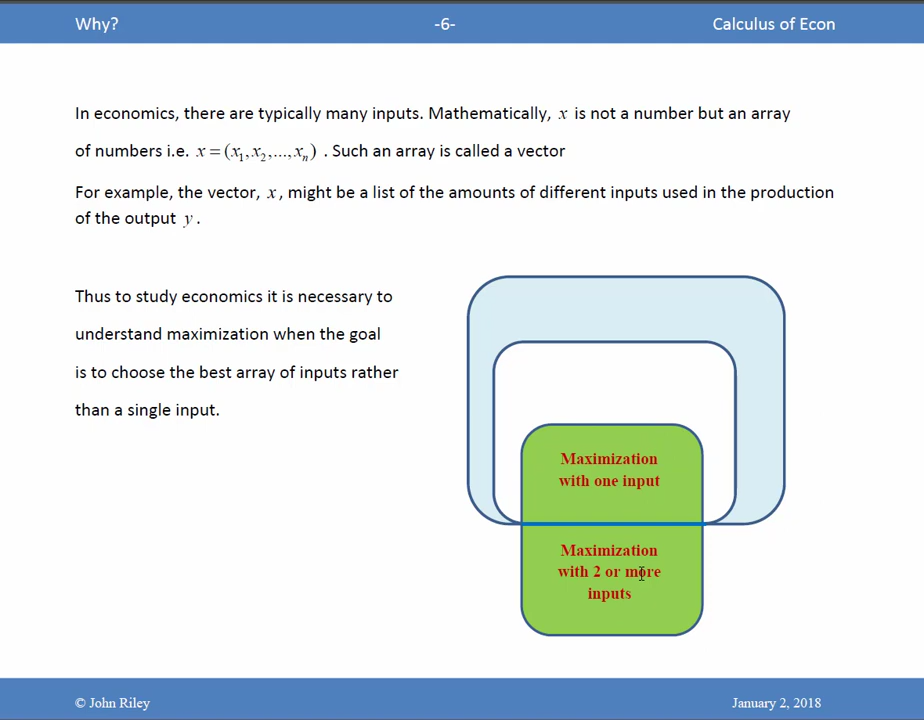 Why? -6- Calculus of Econ
In economics, there are typically many inputs. Mathematically, x is not a number but an array
of numbers i.e. x = (x₁, x₂,..., xₙ) . Such an array is called a vector
For example, the vector, x , might be a list of the amounts of different inputs used in the production
of the output y .
Thus to study economics it is necessary to
understand maximization when the goal
is to choose the best array of inputs rather
than a single input.
Maximization
with one input
Maximization
with 2 or more
inputs
© John Riley January 2, 2018